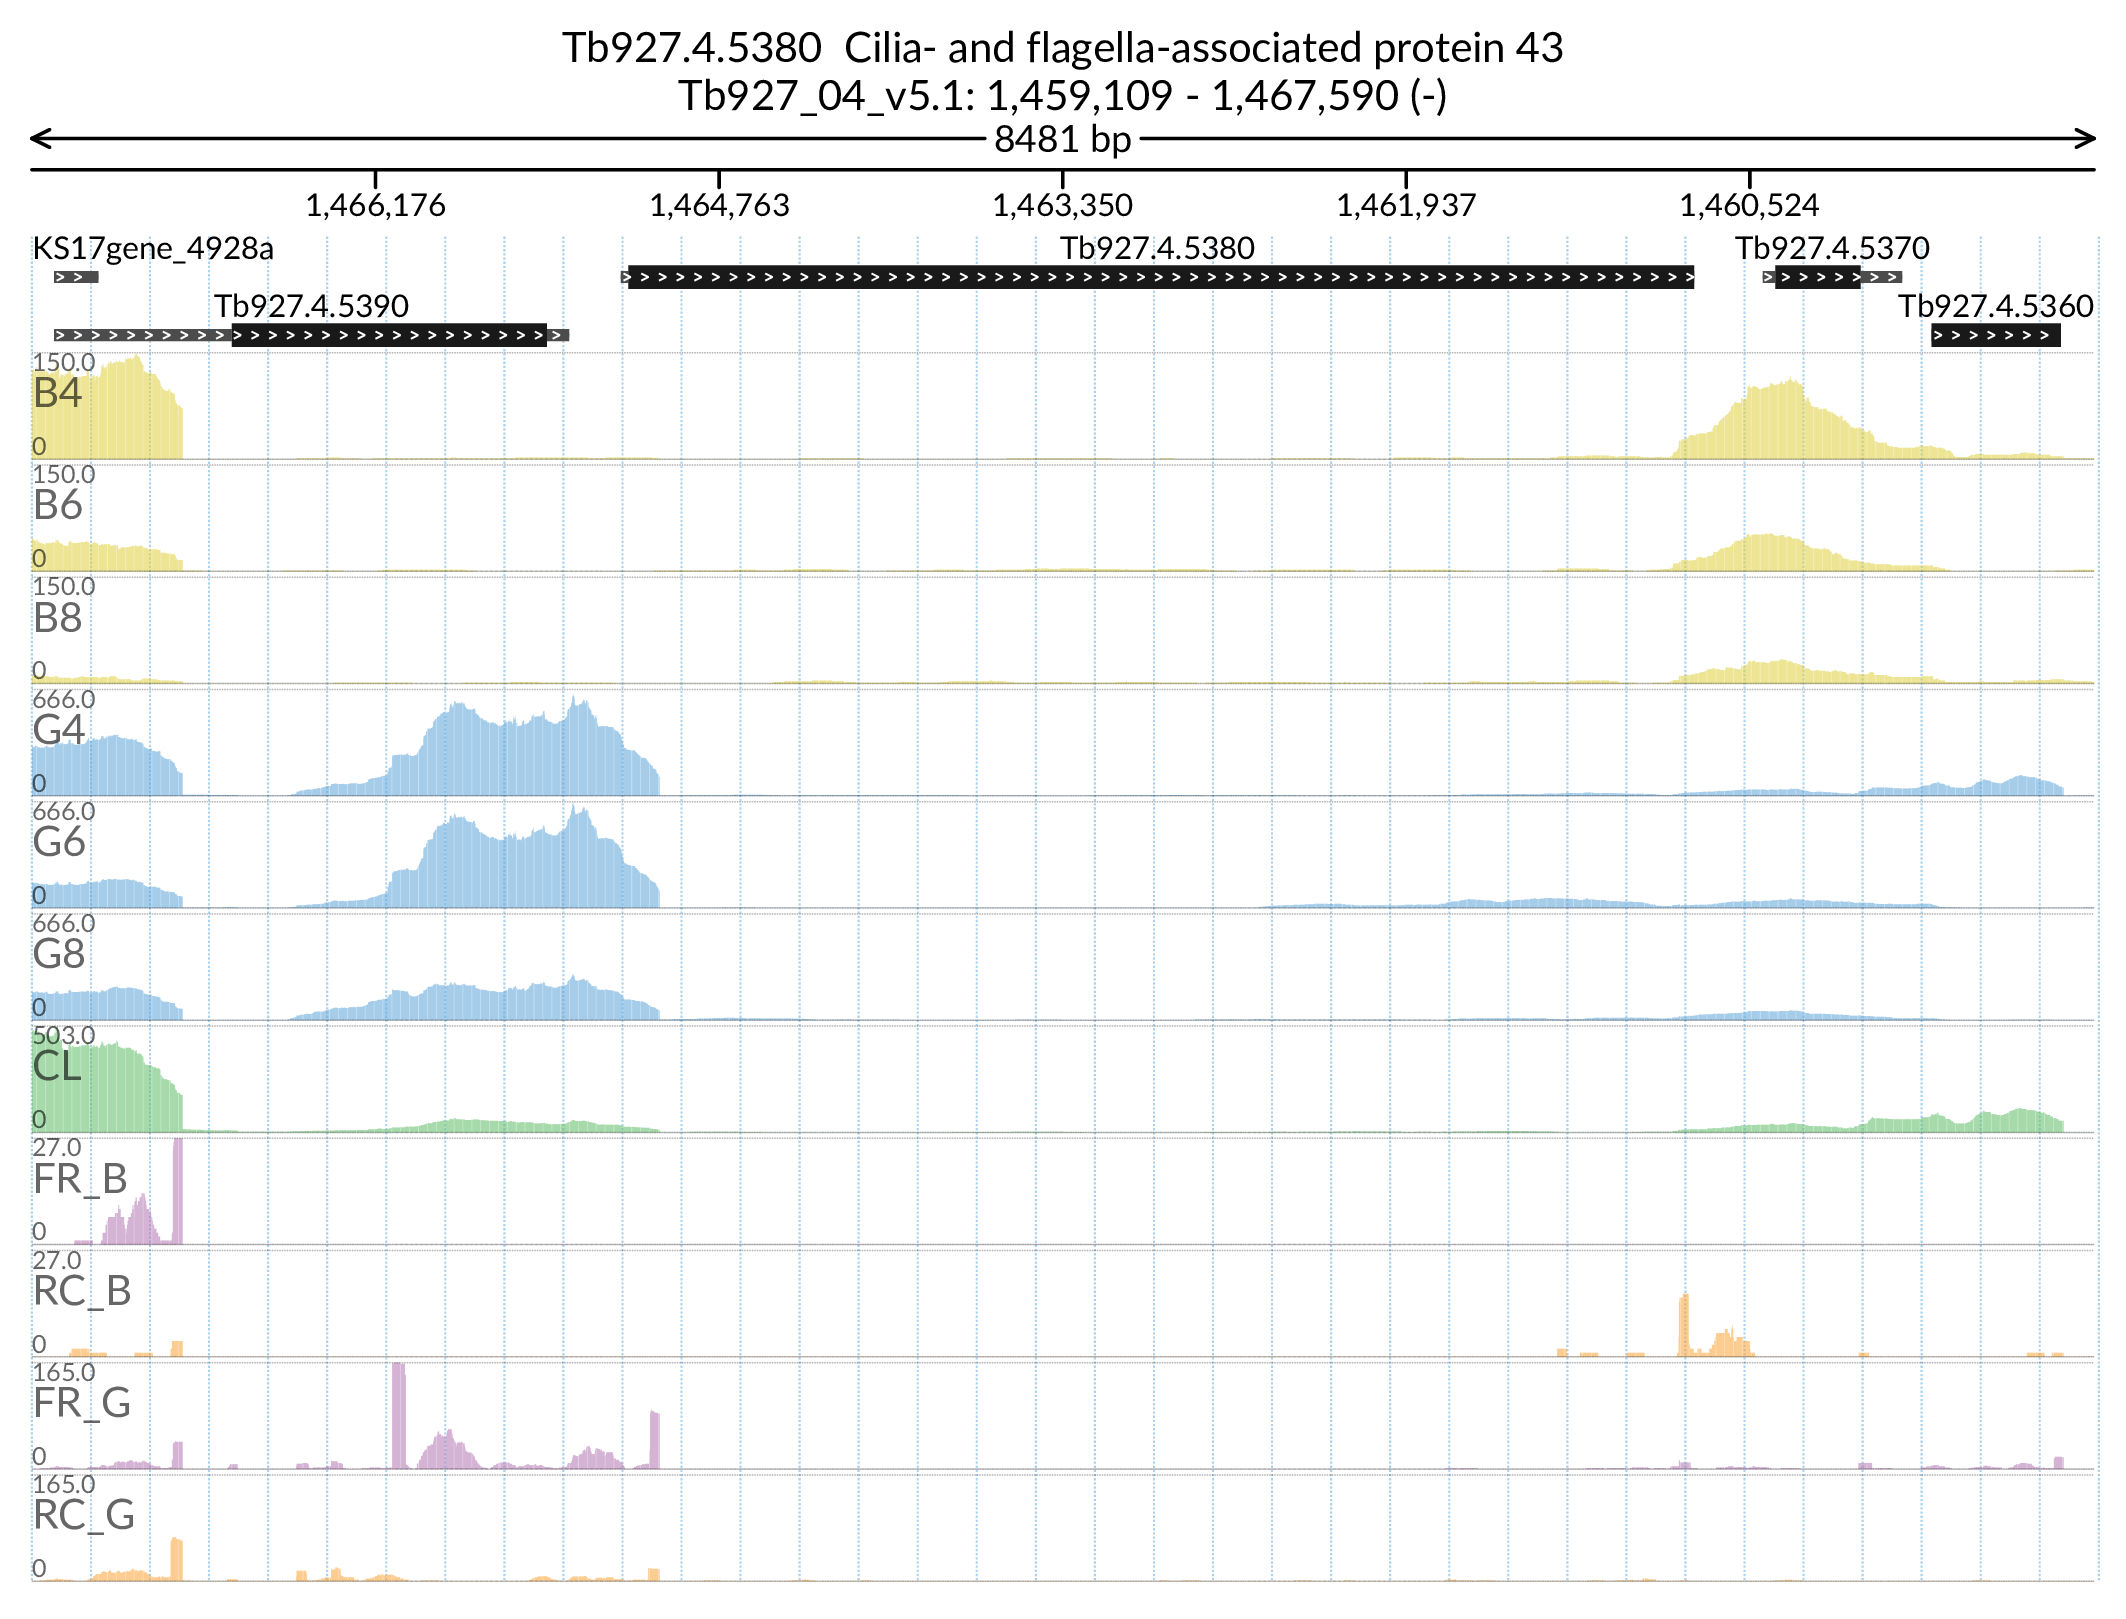 Tb927.4.5380  Cilia- and flagella-associated protein 43
Tb927_04_v5.1: 1,459,109 - 1,467,590 (-)
8481 bp
1,466,176 1,464,763 1,463,350 1,461,937 1,460,524
KS17gene_4928a Tb927.4.5380 Tb927.4.5370
Tb927.4.5390 Tb927.4.5360
150.0
B4
0
150.0
B6
0
150.0
B8
0
666.0
G4
0
666.0
G6
0
666.0
G8
0
503.0
CL
0
27.0
FR_B
0
27.0
RC_B
0
165.0
FR_G
0
165.0
RC_G
0